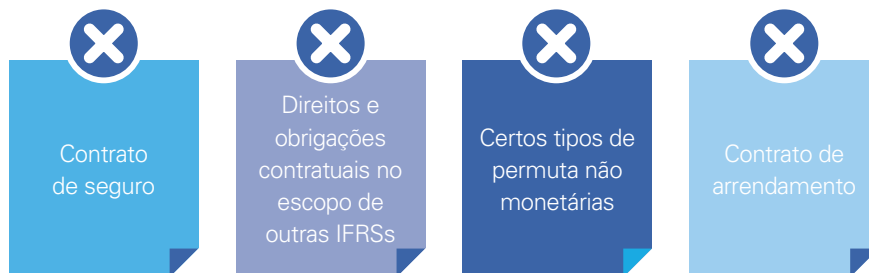 Contrato
de seguro
Direitos e
obrigações
contratuais no
escopo de
outras IFRSs
Certos tipos de
permuta não
monetárias
Contrato de
arrendamento